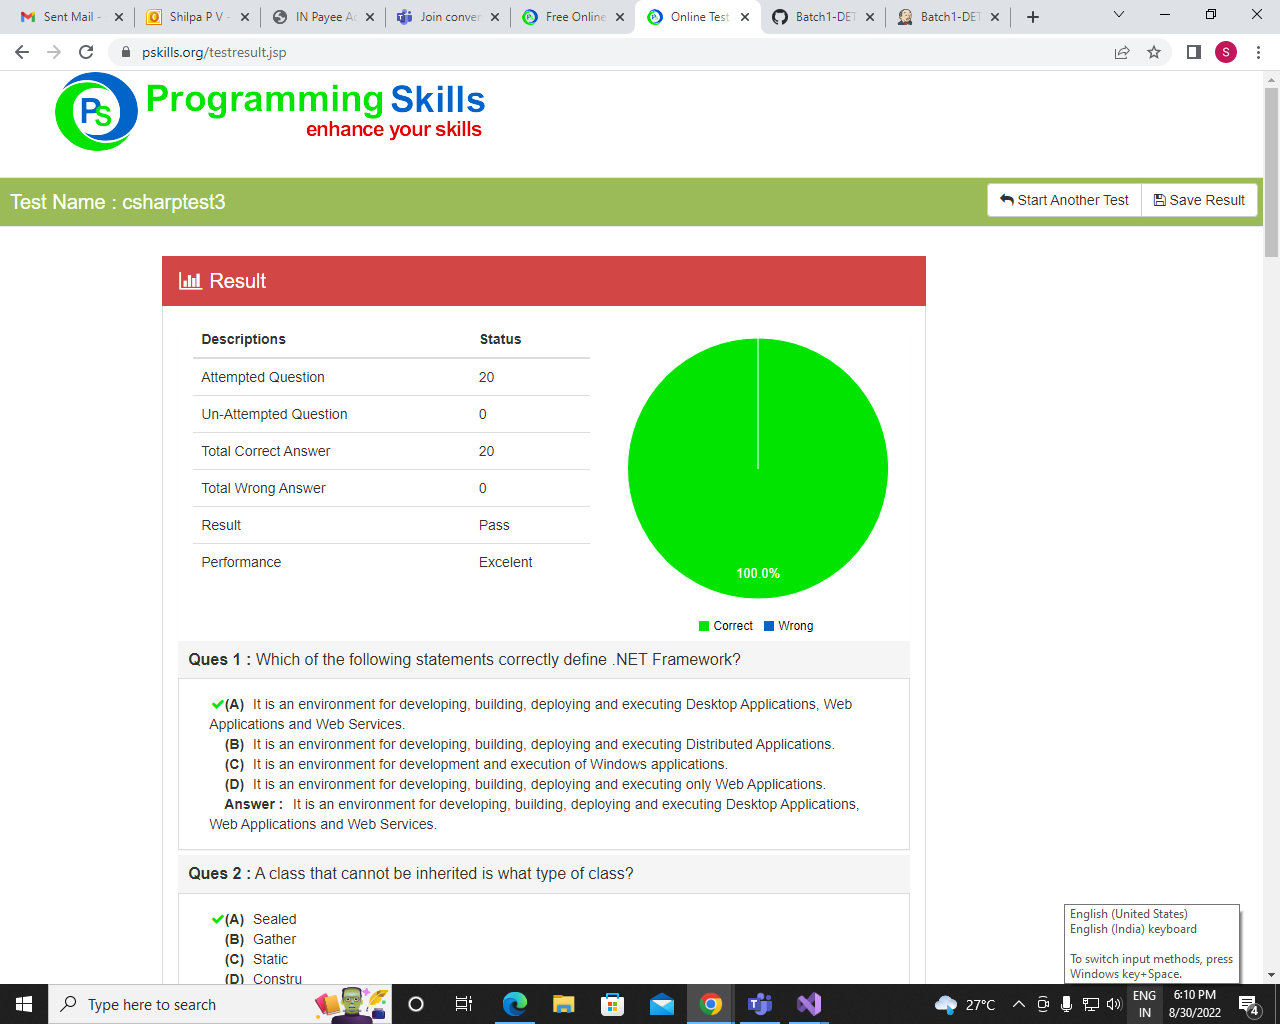 Sent Mail -
Shilpa P V -
IN Payee Ac
Join conver
Free Online
Online Test
Batch1-DET
Batch1-DET
pskills.org/testresult.jsp
S
PS
Programming Skills
enhance your skills
Test Name : csharptest3
Start Another Test
Save Result
Result
Descriptions Status
Attempted Question 20
Un-Attempted Question 0
Total Correct Answer 20
Total Wrong Answer 0
Result Pass
Performance Excelent
100.0%
Correct Wrong
Ques 1 : Which of the following statements correctly define .NET Framework?
(A) It is an environment for developing, building, deploying and executing Desktop Applications, Web
Applications and Web Services.
(B) It is an environment for developing, building, deploying and executing Distributed Applications.
(C) It is an environment for development and execution of Windows applications.
(D) It is an environment for developing, building, deploying and executing only Web Applications.
Answer : It is an environment for developing, building, deploying and executing Desktop Applications,
Web Applications and Web Services.
Ques 2 : A class that cannot be inherited is what type of class?
(A) Sealed
(B) Gather
(C) Static
(D) Constru
English (United States)
English (India) keyboard
To switch input methods, press
Windows key+Space.
Type here to search
27°C
ENG
IN
6:10 PM
8/30/2022
4